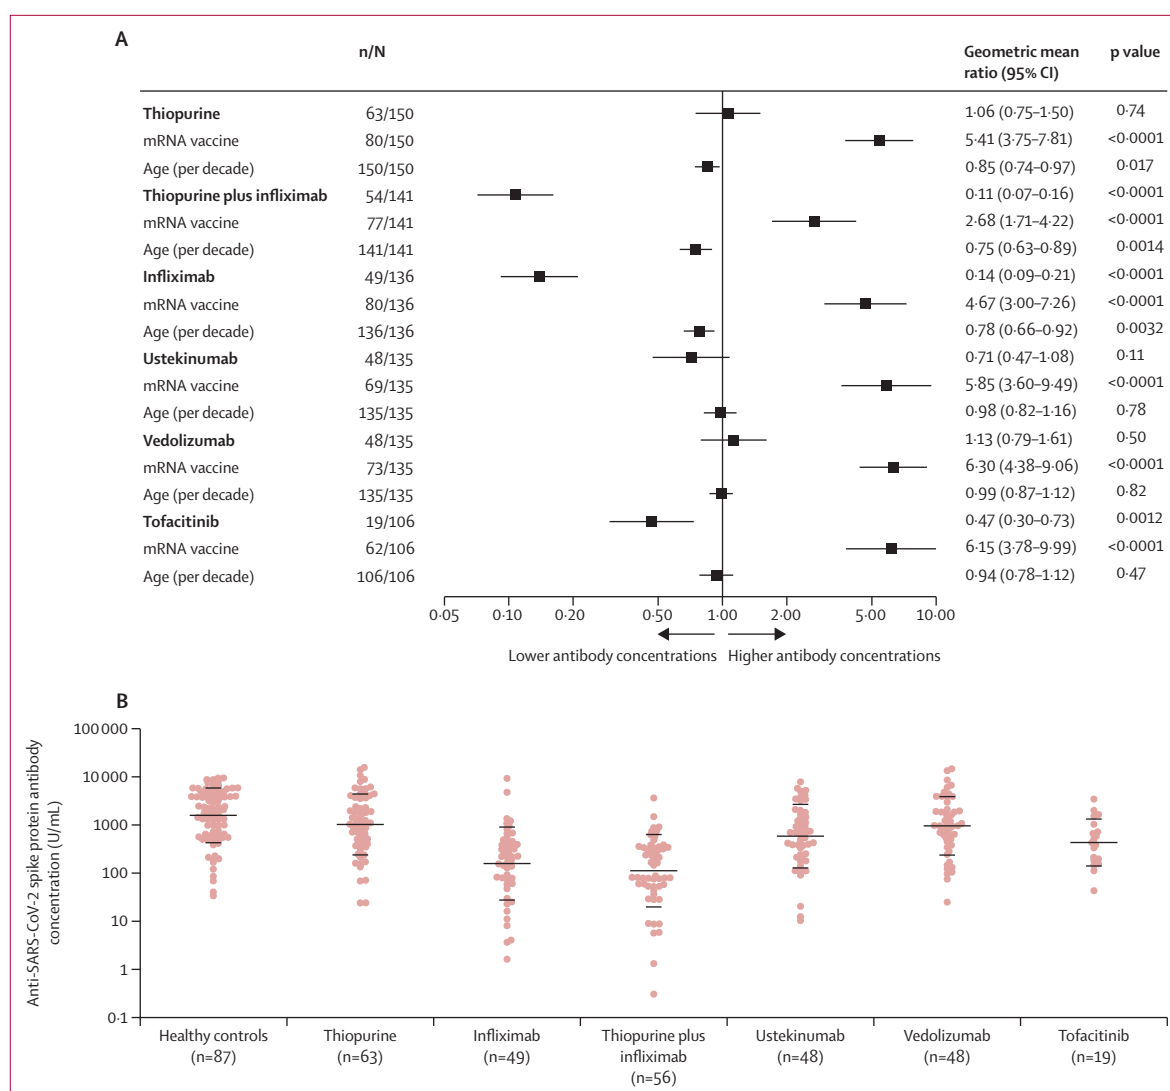 A
n/N
Geometric mean ratio (95% CI)
p value
Thiopurine 63/150 1·06 (0·75–1·50) 0·74
mRNA vaccine 80/150 5·41 (3·75–7·81) <0·0001
Age (per decade) 150/150 0·85 (0·74–0·97) 0·017
Thiopurine plus infliximab 54/141 0·11 (0·07–0·16) <0·0001
mRNA vaccine 77/141 2·68 (1·71–4·22) <0·0001
Age (per decade) 141/141 0·75 (0·63–0·89) 0·0014
Infliximab 49/136 0·14 (0·09–0·21) <0·0001
mRNA vaccine 80/136 4·67 (3·00–7·26) <0·0001
Age (per decade) 136/136 0·78 (0·66–0·92) 0·0032
Ustekinumab 48/135 0·71 (0·47–1·08) 0·11
mRNA vaccine 69/135 5·85 (3·60–9·49) <0·0001
Age (per decade) 135/135 0·98 (0·82–1·16) 0·78
Vedolizumab 48/135 1·13 (0·79–1·61) 0·50
mRNA vaccine 73/135 6·30 (4·38–9·06) <0·0001
Age (per decade) 135/135 0·99 (0·87–1·12) 0·82
Tofacitinib 19/106 0·47 (0·30–0·73) 0·0012
mRNA vaccine 62/106 6·15 (3·78–9·99) <0·0001
Age (per decade) 106/106 0·94 (0·78–1·12) 0·47
0·05 0·10 0·20 0·50 1·00 2·00 5·00 10·00
Lower antibody concentrations Higher antibody concentrations
B
Anti-SARS-CoV-2 spike protein antibody
concentration (U/mL)
100 000
10 000
1000
100
10
1
0·1
Healthy controls Thiopurine Infliximab Thiopurine plus Ustekinumab Vedolizumab Tofacitinib
(n=87) (n=63) (n=49) infliximab (n=48) (n=48) (n=19)
(n=56)